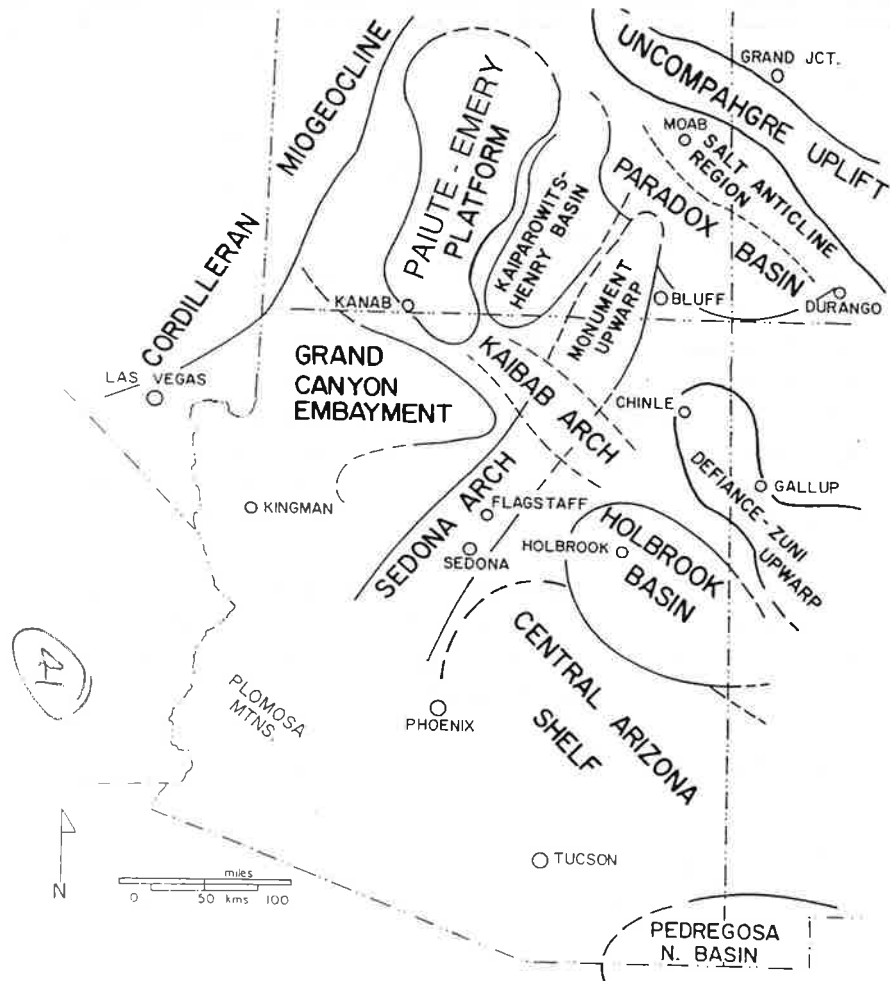 CORDILLERAN MIOGEOCLINE
PAIUTE - EMERY
PLATFORM
KAIPAROWITS-
HENRY BASIN
UNCOMPAHGRE UPLIFT
GRAND JCT.
MOAB
SALT ANTICLINE
REGION
PARADOX BASIN
MONUMENT
UPWARP
BLUFF
DURANGO
KANAB
LAS VEGAS
GRAND
CANYON
EMBAYMENT
KAIBAB ARCH
CHINLE
DEFIANCE-ZUNI
UPWARP
GALLUP
KINGMAN
SEDONA ARCH
FLAGSTAFF
SEDONA
HOLBROOK
HOLBROOK
BASIN
CENTRAL ARIZONA
SHELF
PLOMOSA
MTNS.
PHOENIX
TUCSON
N
miles
0 50 kms 100
PEDREGOSA
N. BASIN